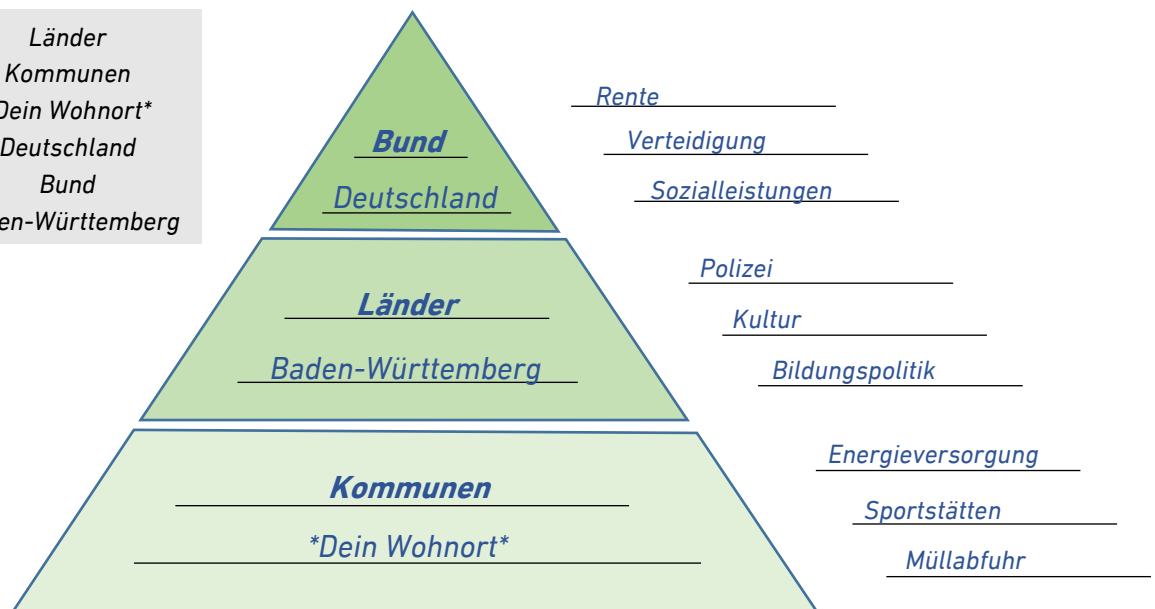 Länder
Kommunen
Dein Wohnort*
Deutschland
Bund
en-Württemberg
Bund
Deutschland
Rente
Verteidigung
Sozialleistungen
Länder
Baden-Württemberg
Polizei
Kultur
Bildungspolitik
Kommunen
*Dein Wohnort*
Energieversorgung
Sportstätten
Müllabfuhr